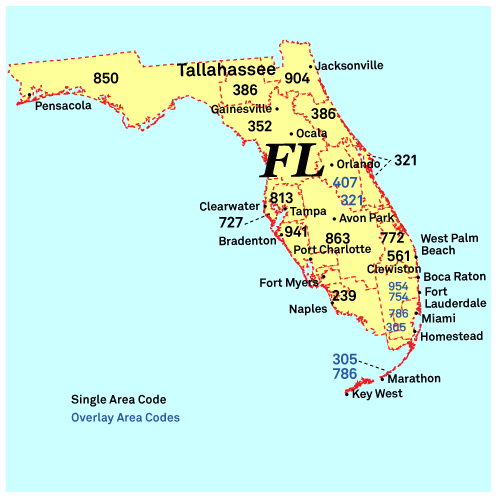 Tallahassee
Jacksonville
850
904
386
Pensacola
Gainesville
386
352
Ocala
FL
Orlando
321
407
321
813
Clearwater
Tampa
727
Avon Park
941
Bradenton
863
772
West Palm
Beach
Port Charlotte
561
Clewiston
Boca Raton
Fort Myers
954
754
Fort
Lauderdale
239
Naples
786
Miami
305
Homestead
305
786
Marathon
Key West
Single Area Code
Overlay Area Codes